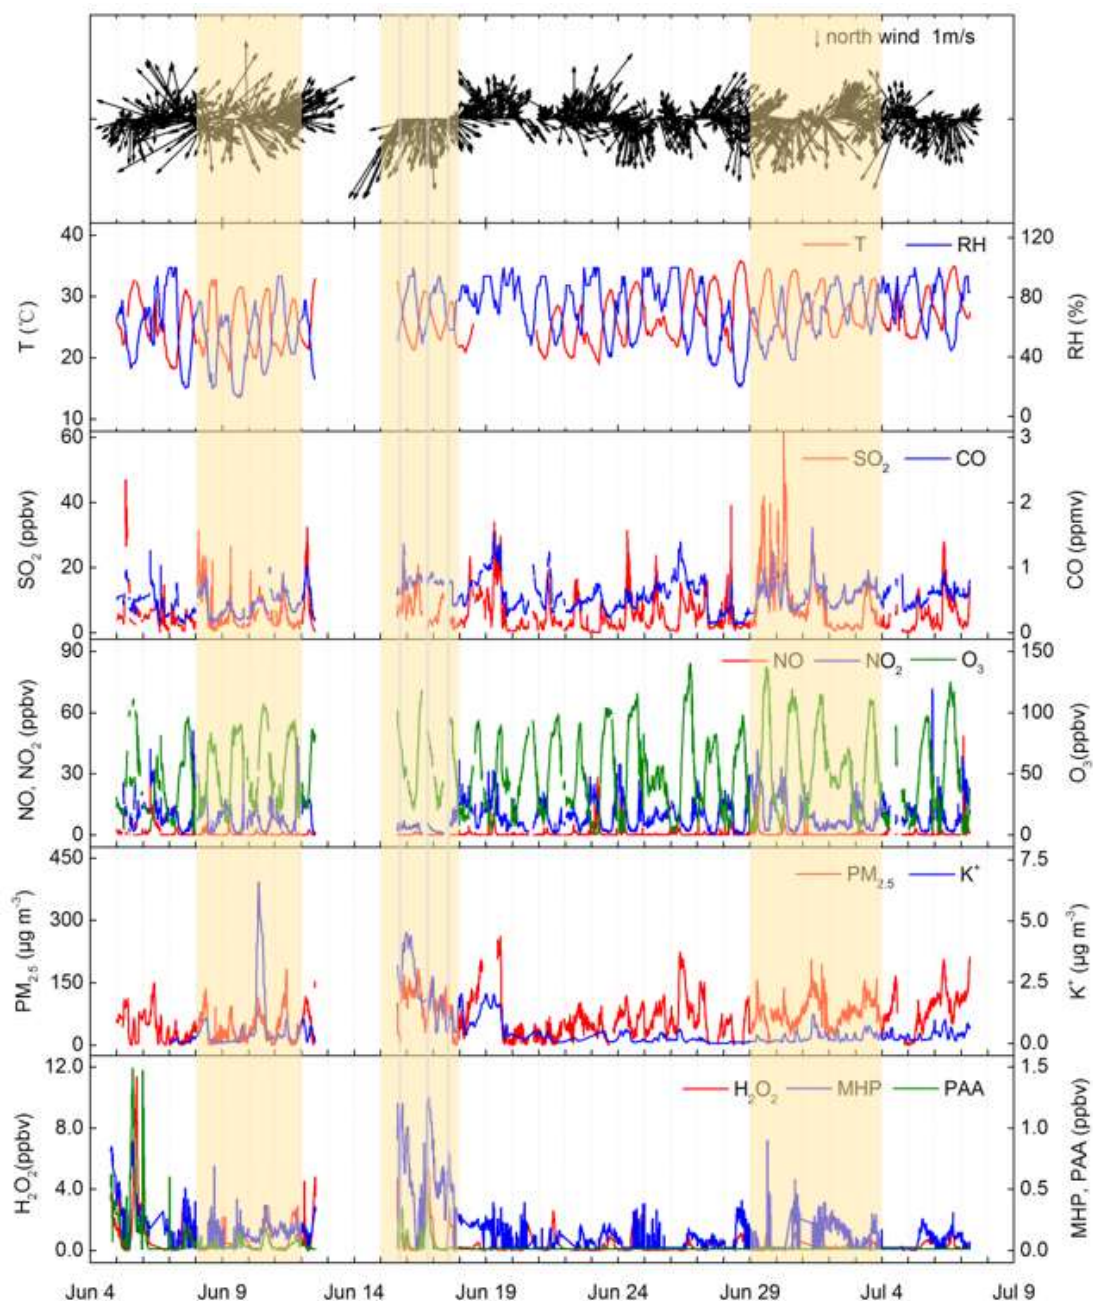 ↓ north wind 1m/s
40
30
20
10
T (℃)
T RH
120
80
40
0
RH (%)
60
40
20
0
SO₂ (ppbv)
SO₂ CO
3
2
1
0
CO (ppmv)
90
60
30
0
NO, NO₂ (ppbv)
NO NO₂ O₃
150
100
50
0
O₃(ppbv)
450
300
150
0
PM₂.₅ (μg m⁻³)
PM₂.₅ K⁺
7.5
5.0
2.5
0.0
K⁺ (μg m⁻³)
12.0
8.0
4.0
0.0
H₂O₂(ppbv)
H₂O₂ MHP PAA
1.5
1.0
0.5
0.0
MHP, PAA (ppbv)
Jun 4 Jun 9 Jun 14 Jun 19 Jun 24 Jun 29 Jul 4 Jul 9